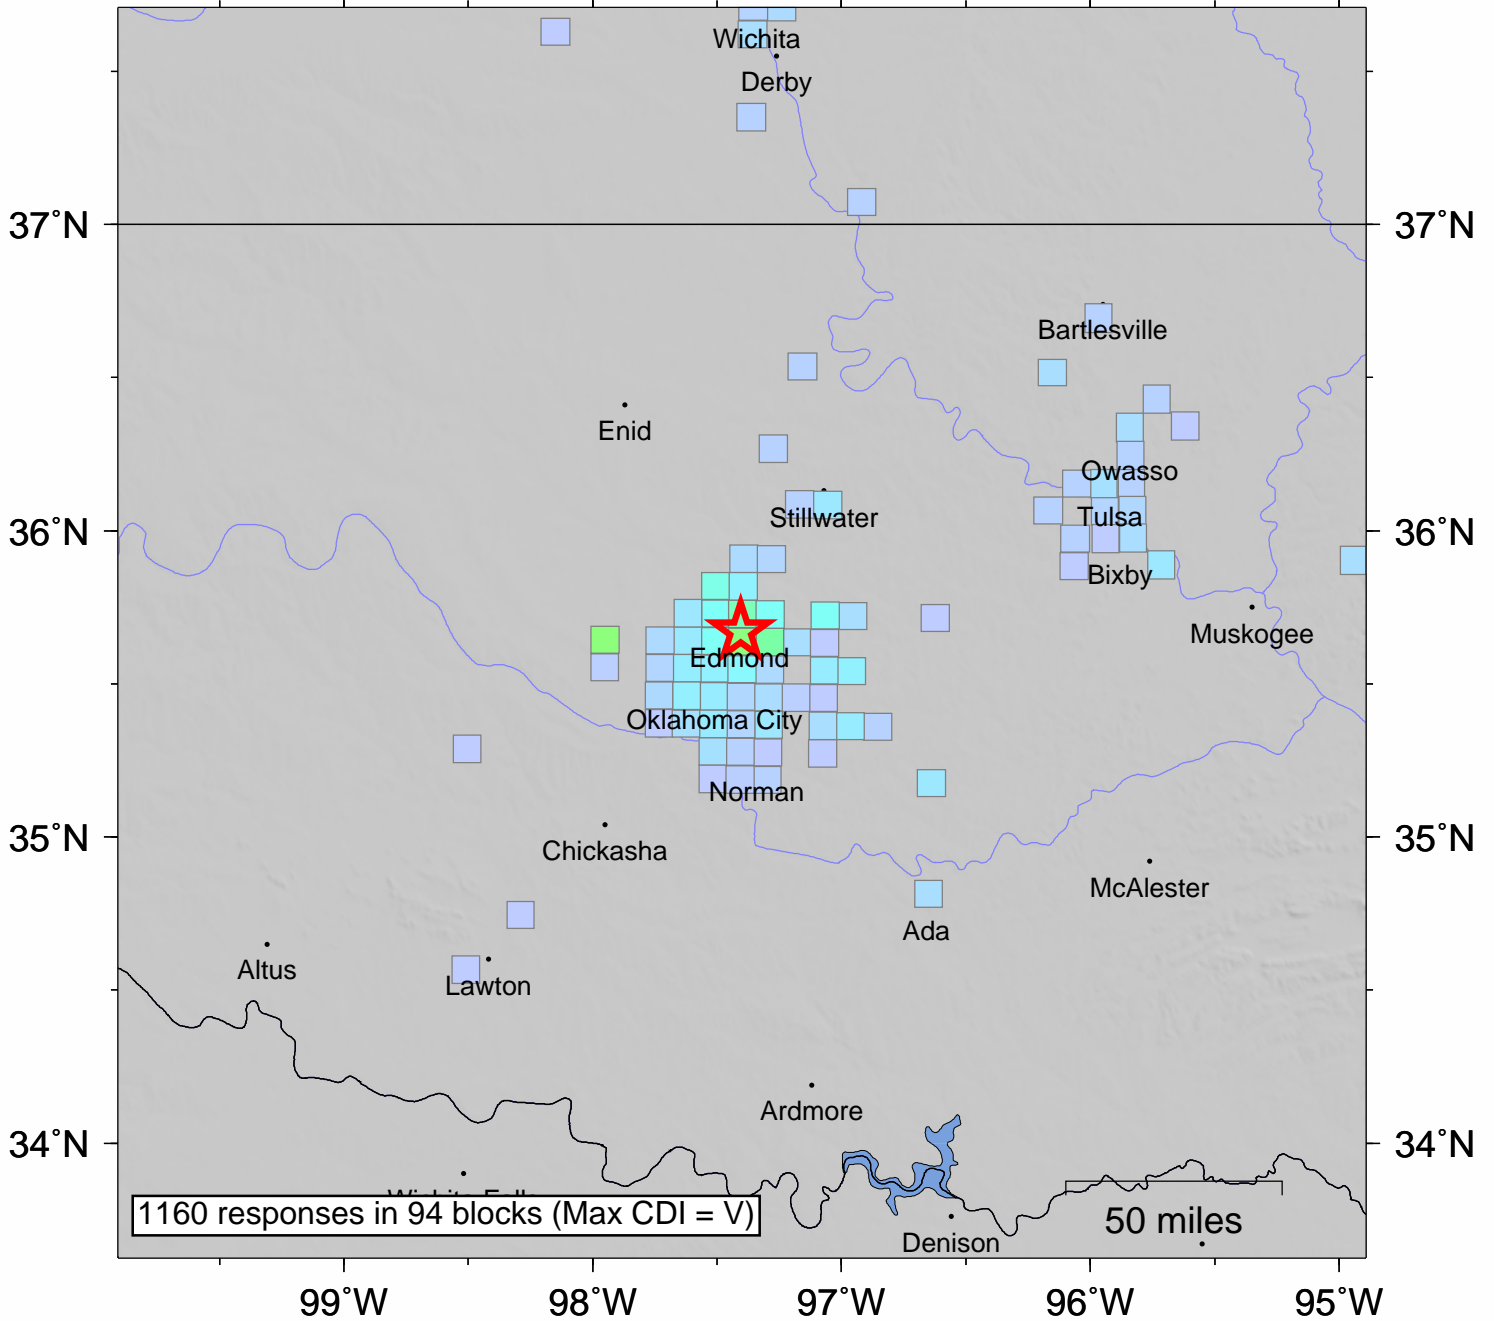 Wichita
Derby
37°N
37°N
Bartlesville
Enid
Owasso
Stillwater
Tulsa
36°N
36°N
Bixby
Muskogee
Edmond
Oklahoma City
Norman
35°N
35°N
Chickasha
McAlester
Ada
Altus
Lawton
Ardmore
34°N
34°N
1160 responses in 94 blocks (Max CDI = V)
50 miles
Denison
99°W
98°W
97°W
96°W
95°W